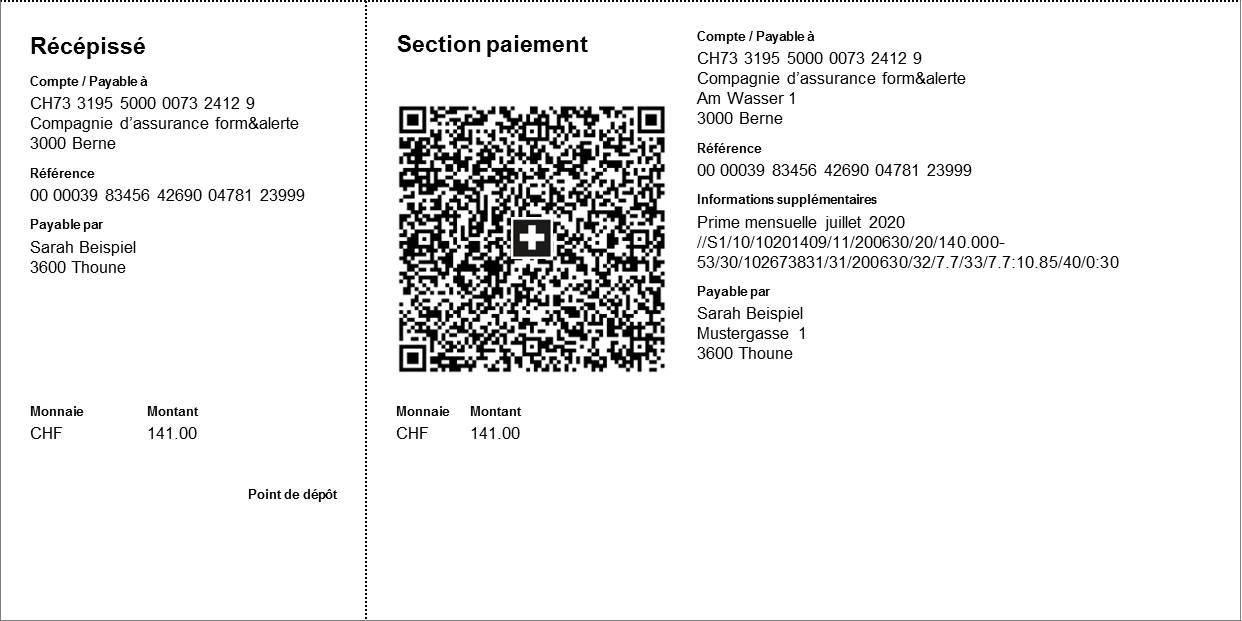 Récépissé
Compte / Payable à
CH73 3195 5000 0073 2412 9
Compagnie d’assurance form&alerte
3000 Berne
Référence
00 00039 83456 42690 04781 23999
Payable par
Sarah Beispiel
3600 Thoune
Monnaie Montant
CHF 141.00
Point de dépôt
Section paiement
Monnaie Montant
CHF 141.00
Compte / Payable à
CH73 3195 5000 0073 2412 9
Compagnie d’assurance form&alerte
Am Wasser 1
3000 Berne
Référence
00 00039 83456 42690 04781 23999
Informations supplémentaires
Prime mensuelle juillet 2020
//S1/10/10201409/11/200630/20/140.000-
53/30/102673831/31/200630/32/7.7/33/7.7:10.85/40/0:30
Payable par
Sarah Beispiel
Mustergasse 1
3600 Thoune